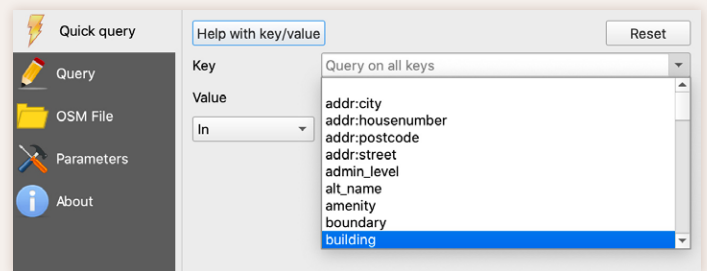 Quick query
Query
OSM File
Parameters
About
Help with key/value
Reset
Key
Query on all keys
Value
In
addr:city
addr:housenumber
addr:postcode
addr:street
admin_level
alt_name
amenity
boundary
building